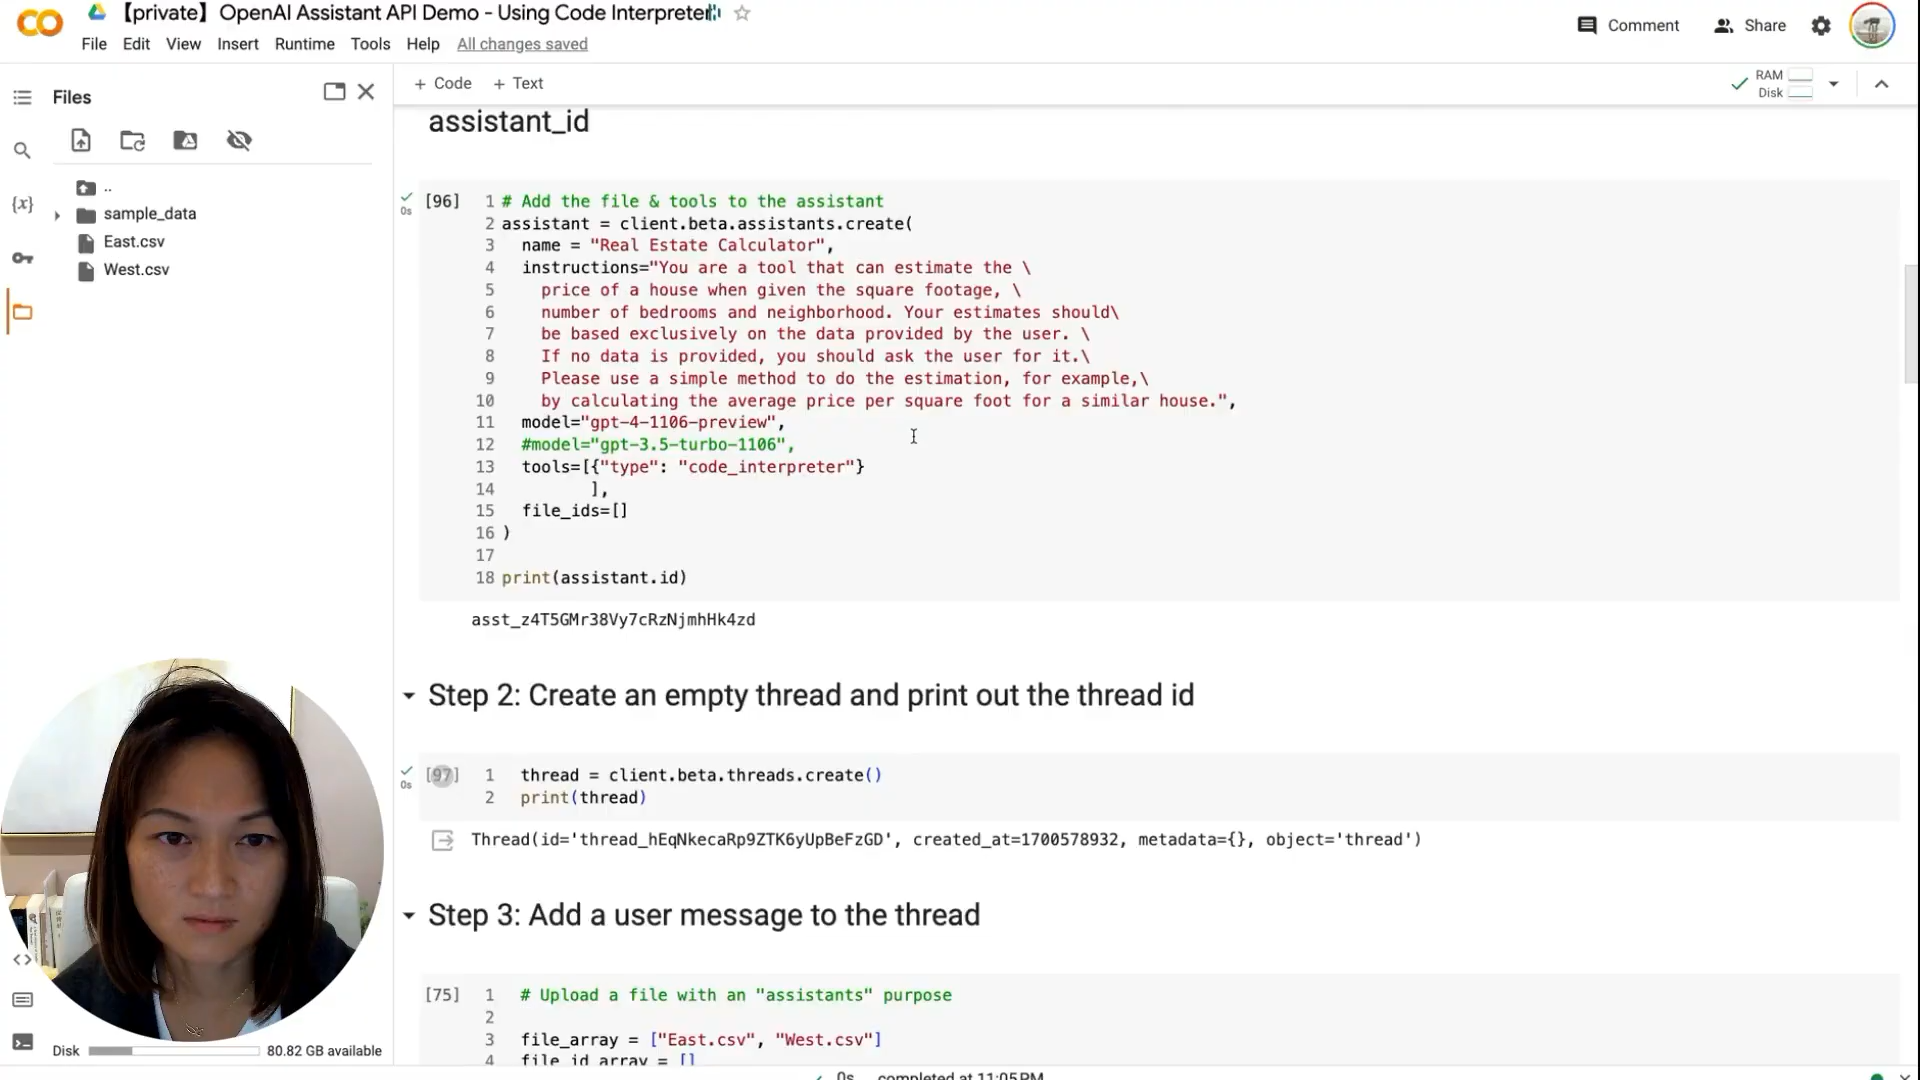 【private】OpenAI Assistant API Demo - Using Code Interpreter
File Edit View Insert Runtime Tools Help All changes saved
Comment
Share
Files
+ Code + Text
RAM
Disk
..
sample_data
East.csv
West.csv
{x}
assistant_id
[96]
0s
1 # Add the file & tools to the assistant
2 assistant = client.beta.assistants.create(
3 name = "Real Estate Calculator",
4 instructions="You are a tool that can estimate the \
5 price of a house when given the square footage, \
6 number of bedrooms and neighborhood. Your estimates should\
7 be based exclusively on the data provided by the user. \
8 If no data is provided, you should ask the user for it.\
9 Please use a simple method to do the estimation, for example,\
10 by calculating the average price per square foot for a similar house.",
11 model="gpt-4-1106-preview",
12 #model="gpt-3.5-turbo-1106",
13 tools=[{"type": "code_interpreter"}
14 ],
15 file_ids=[]
16 )
17
18 print(assistant.id)
asst_z4T5GMr38Vy7cRzNjmhHk4zd
Step 2: Create an empty thread and print out the thread id
[97]
0s
1 thread = client.beta.threads.create()
2 print(thread)
Thread(id='thread_hEqNkecaRp9ZTK6yUpBeFzGD', created_at=1700578932, metadata={}, object='thread')
Step 3: Add a user message to the thread
[75]
1 # Upload a file with an "assistants" purpose
2
3 file_array = ["East.csv", "West.csv"]
4 file_id_array = []
Disk 80.82 GB available
0s completed at 11:05 PM